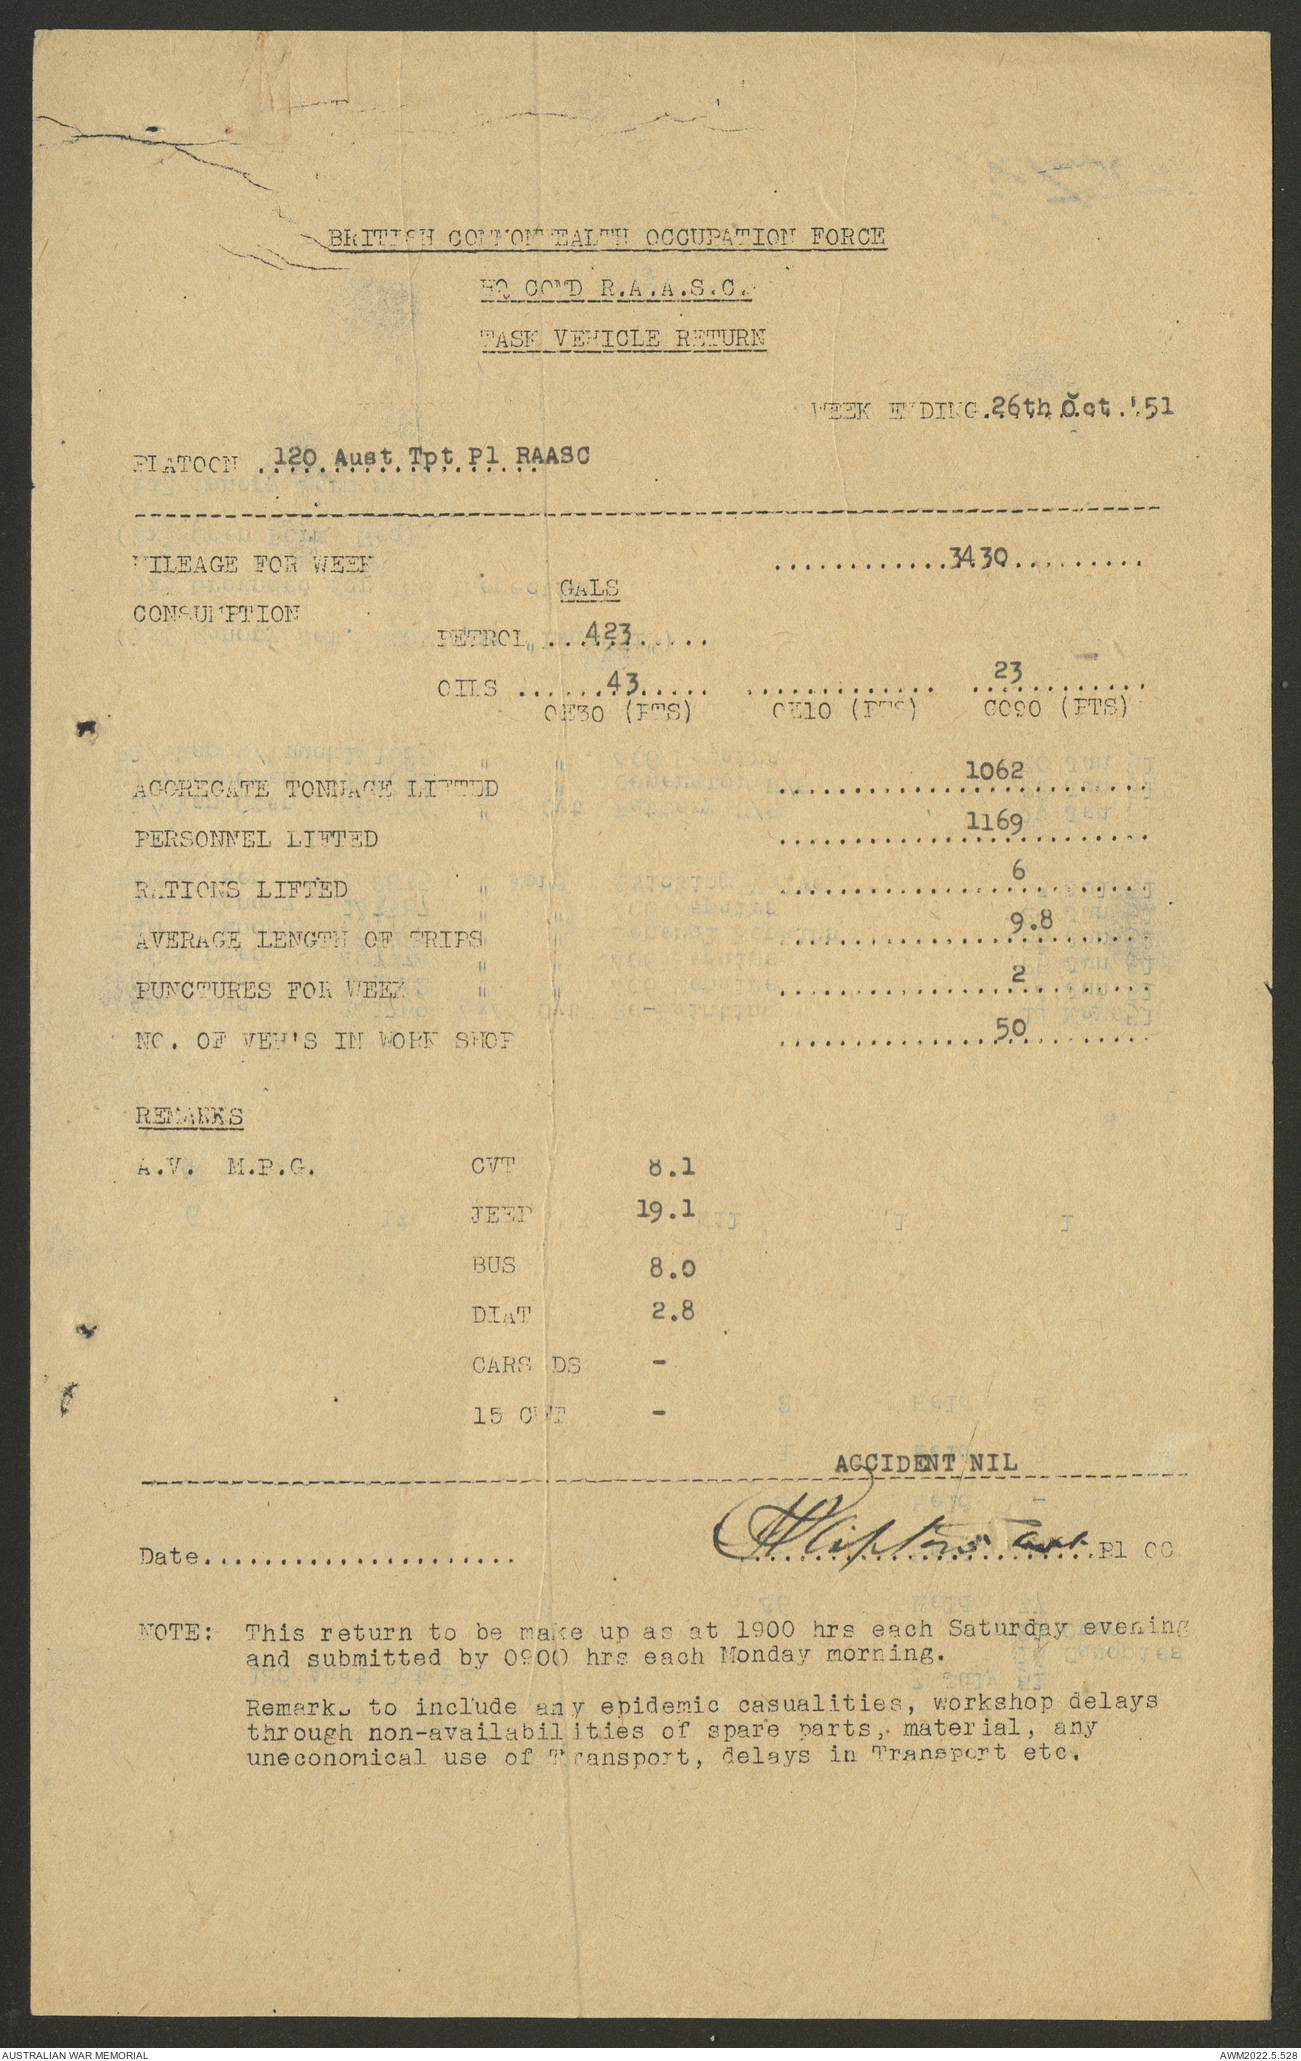 BRITISH COMMONWEALTH OCCUPATION FORCE
HQ COMD R.A.A.S.C.
TASK VEHICLE RETURN
WEEK ENDING.26th Oct.'51
PLATOON .120 Aust Tpt Pl RAASC
MILEAGE FOR WEEK ............3430.........
GALS
CONSUMPTION
PETROL ...423.....
OILS ......43..... ............. 23
OE30 (PTS) OE10 (PTS) GO90 (PTS)
AGGREGATE TONNAGE LIFTED 1062
PERSONNEL LIFTED 1169
RATIONS LIFTED 6
AVERAGE LENGTH OF TRIPS 9.8
PUNCTURES FOR WEEK 2
NO. OF VEH'S IN WORK SHOP 50
REMARKS
A.V. M.P.G. CVT 8.1
JEEP 19.1
BUS 8.0
DIAT 2.8
CARS DS -
15 CWT -
ACCIDENT NIL
Date..................... Capt. Pl OC
NOTE: This return to be make up as at 1900 hrs each Saturday evening
and submitted by 0900 hrs each Monday morning.
Remarks to include any epidemic casualities, workshop delays
through non-availabilities of spare parts, material, any
uneconomical use of Transport, delays in Transport etc.
AUSTRALIAN WAR MEMORIAL
AWM2022.5.528